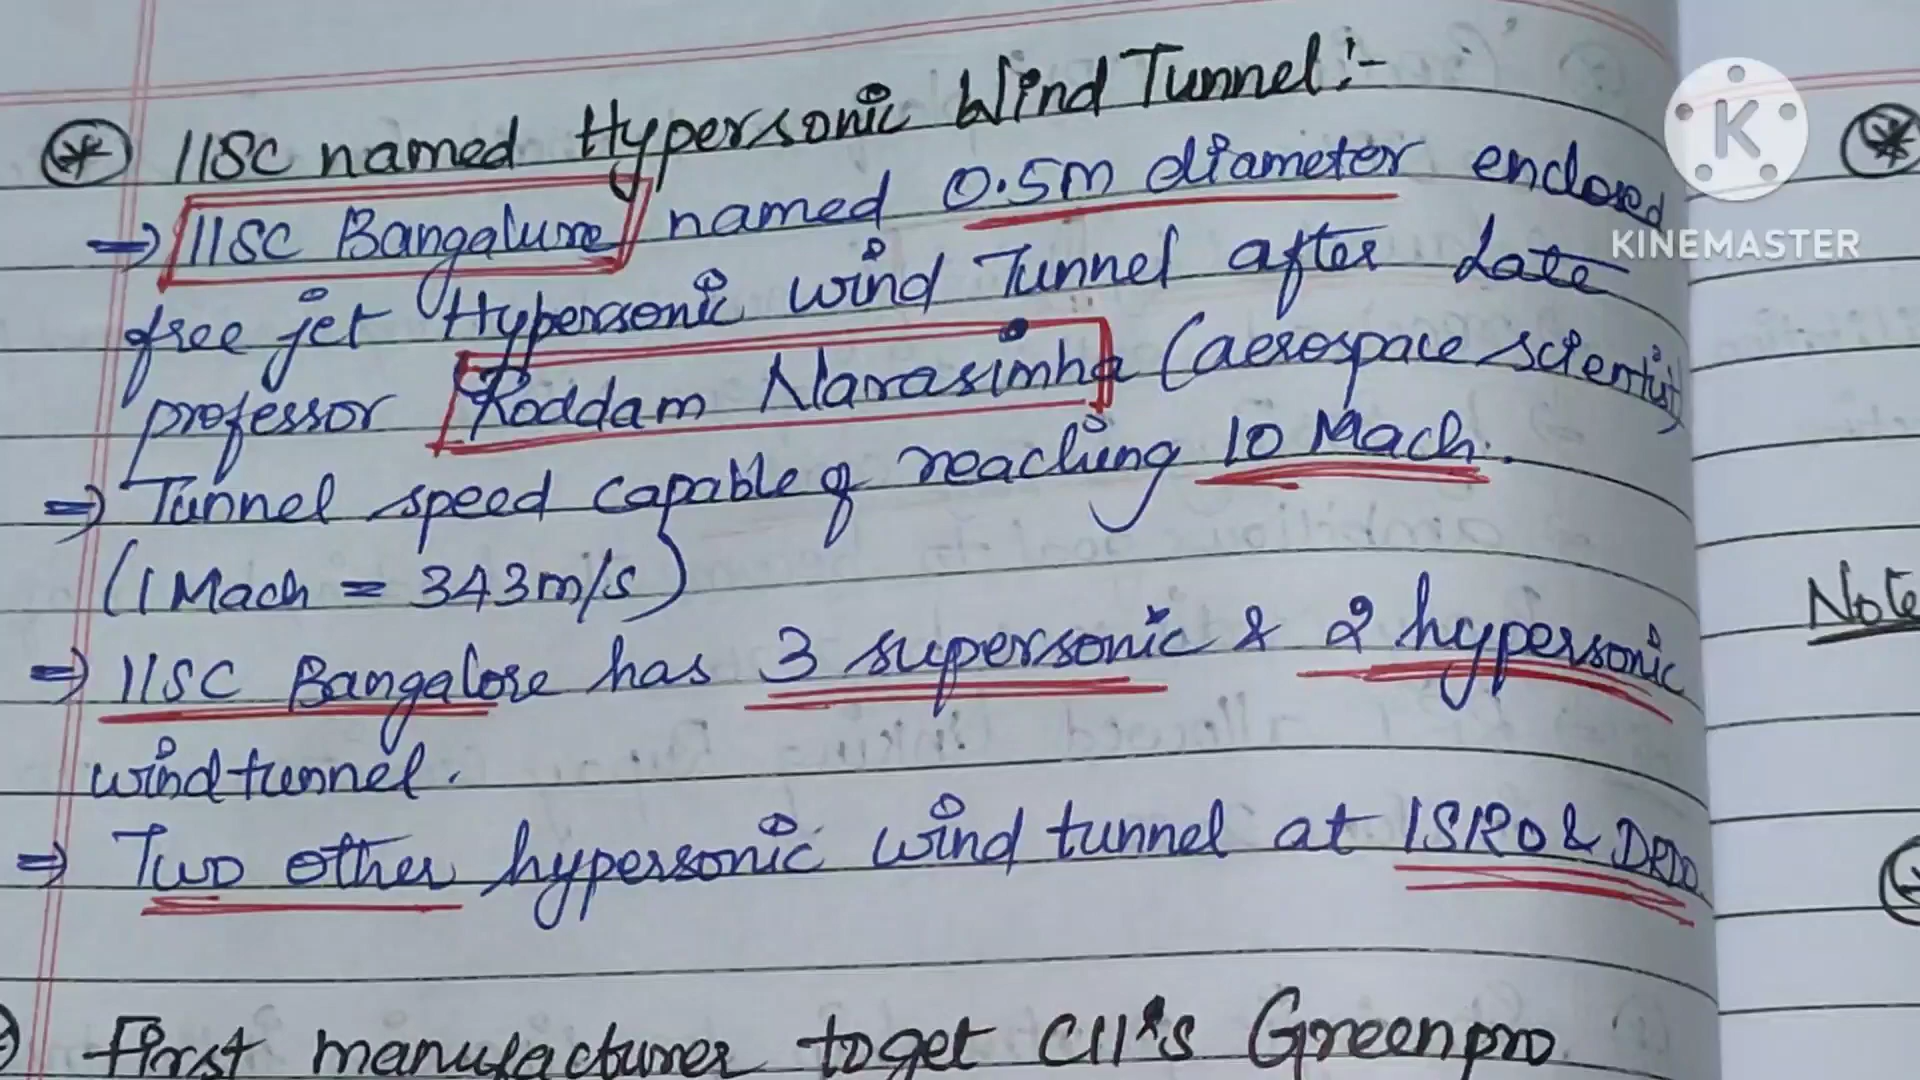 IISC named Hypersonic Wind Tunnel :-
⇒ IISC Bangalure named 0.5m diameter enclosed
free jet Hypersonic wind Tunnel after Late
professor Roddam Narasimha (aerospace scientist)
⇒ Tunnel speed capable of reaching 10 Mach.
(1 Mach = 343m/s)
⇒ IISC Bangalore has 3 supersonic & 2 hypersonic
wind tunnel.
⇒ Two other hypersonic wind tunnel at ISRO & DRDO.
First manufacturer to get CII's Greenpro
Note
K
KINEMASTER